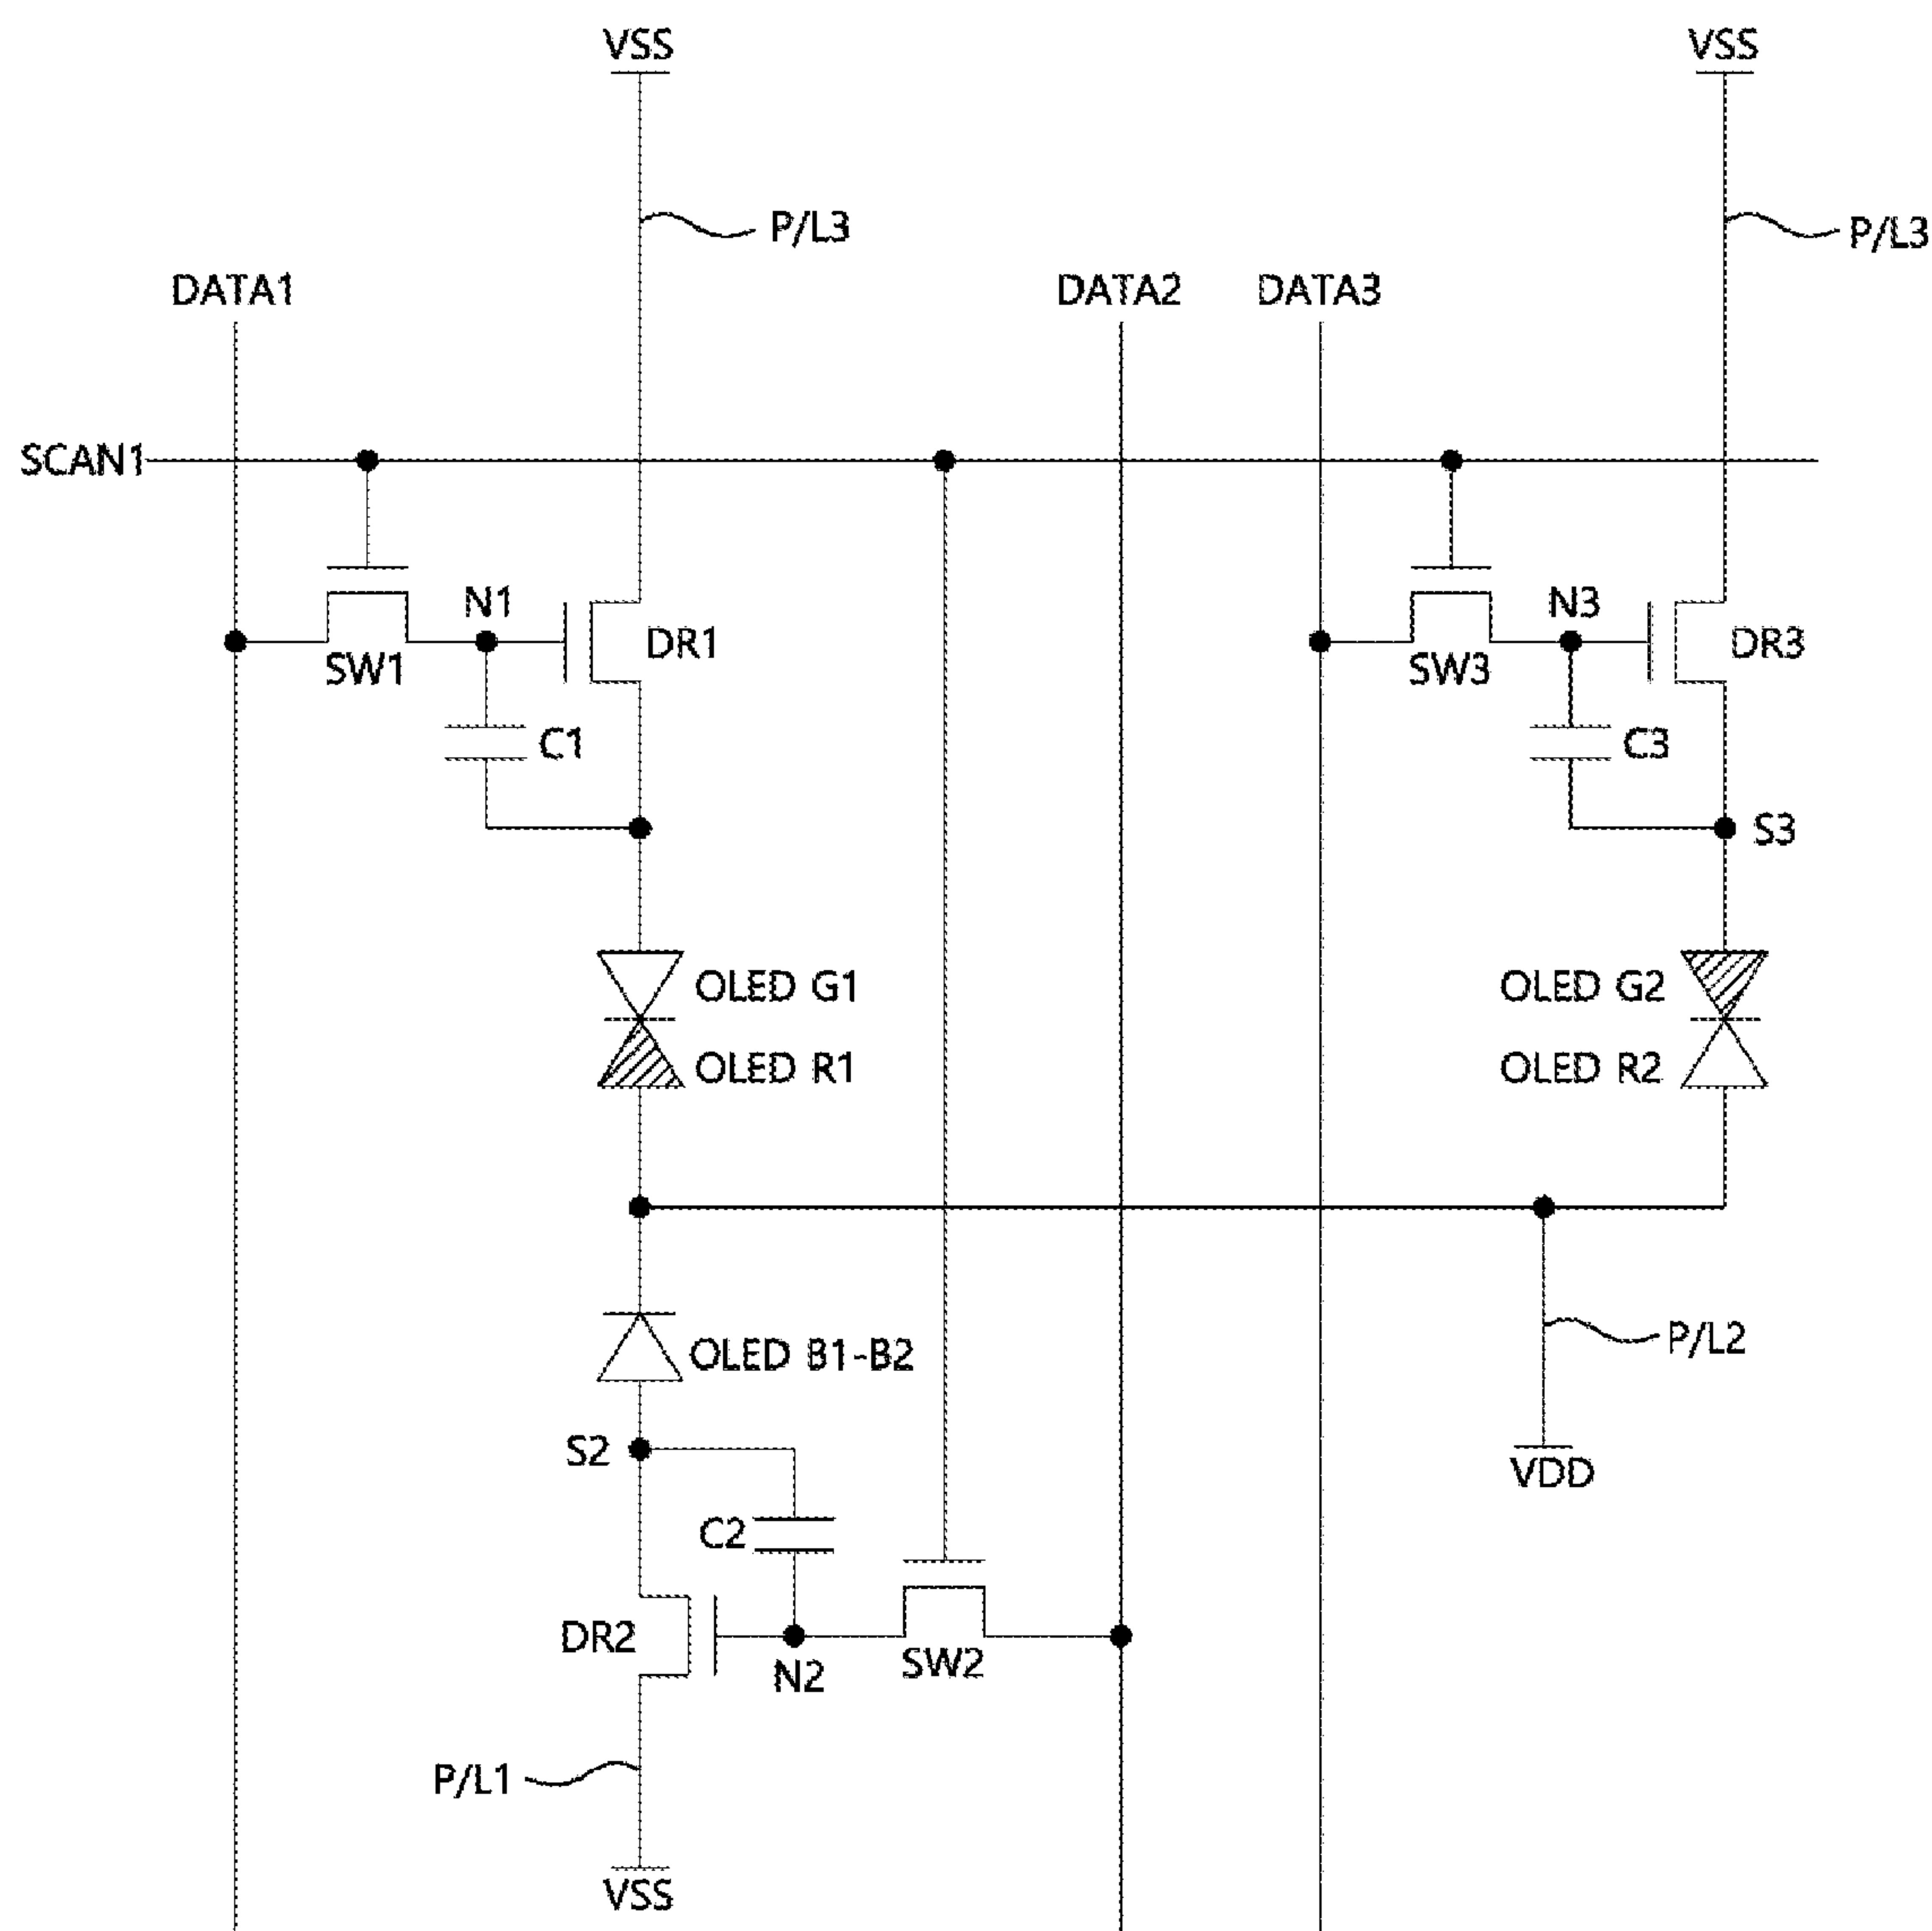 VSS VSS
P/L3 P/L3
DATA1 DATA2 DATA3
SCAN1
N1 N3
DR1 DR3
SW1 SW3
C1 C3
S3
OLED G1 OLED G2
OLED R1 OLED R2
OLED B1-B2 P/L2
S2
VDD
C2
DR2
N2 SW2
P/L1
VSS